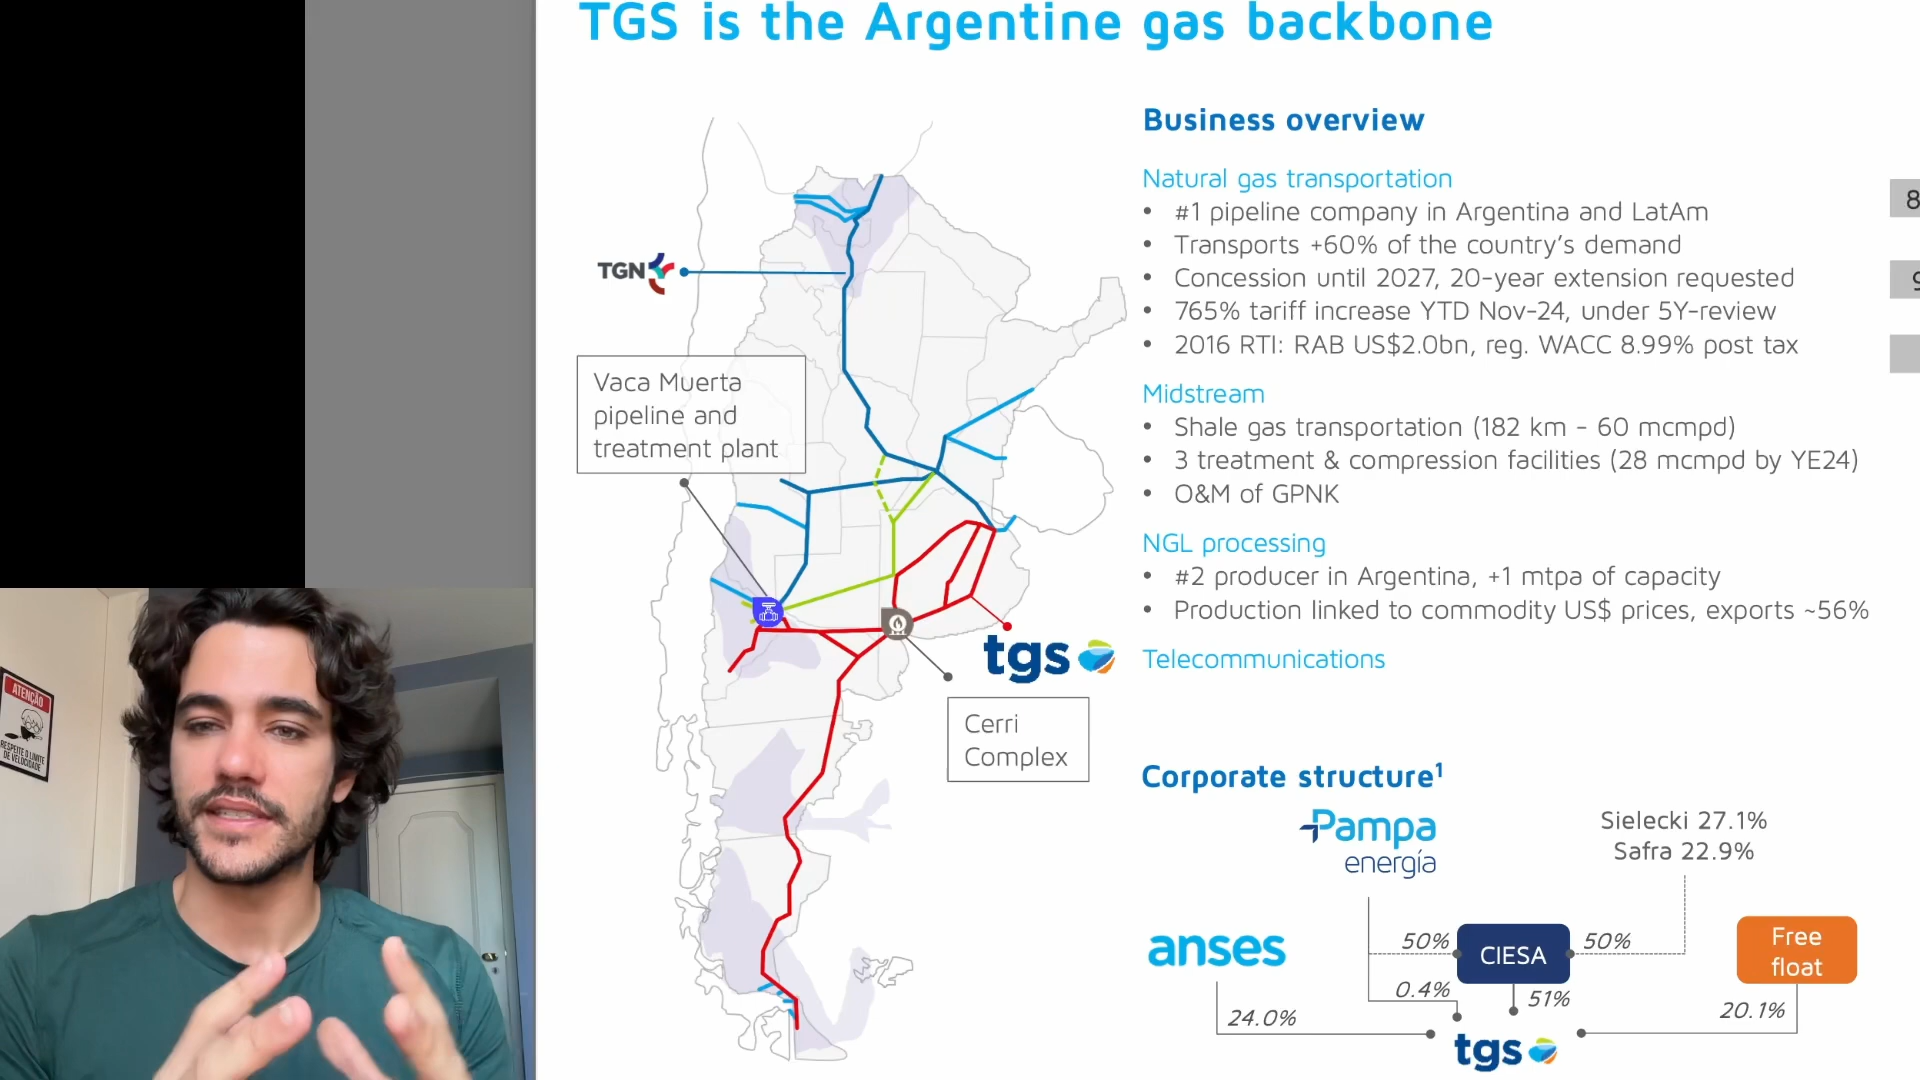 TGS is the Argentine gas backbone
TGN
Vaca Muerta
pipeline and
treatment plant
tgs
Cerri
Complex
Business overview
Natural gas transportation
• #1 pipeline company in Argentina and LatAm
• Transports +60% of the country’s demand
• Concession until 2027, 20-year extension requested
• 765% tariff increase YTD Nov-24, under 5Y-review
• 2016 RTI: RAB US$2.0bn, reg. WACC 8.99% post tax
Midstream
• Shale gas transportation (182 km - 60 mcmpd)
• 3 treatment & compression facilities (28 mcmpd by YE24)
• O&M of GPNK
NGL processing
• #2 producer in Argentina, +1 mtpa of capacity
• Production linked to commodity US$ prices, exports ~56%
Telecommunications
Corporate structure¹
Pampa
energía
Sielecki 27.1%
Safra 22.9%
anses
50%
CIESA
50%
Free
float
0.4%
51%
24.0%
20.1%
tgs
8
ATENÇÃO
RESPEITE O LIMITE
DE VELOCIDADE